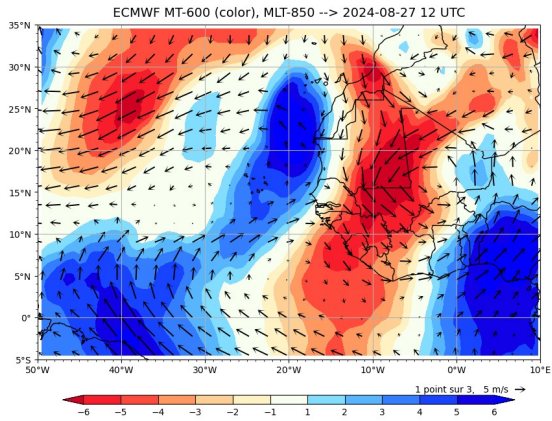 ECMWF MT-600 (color), MLT-850 --> 2024-08-27 12 UTC
35°N
30°N
25°N
20°N
15°N
10°N
5°N
0°
5°S
50°W 40°W 30°W 20°W 10°W 0°W 10°E
1 point sur 3, 5 m/s
−6 −5 −4 −3 −2 −1 1 2 3 4 5 6